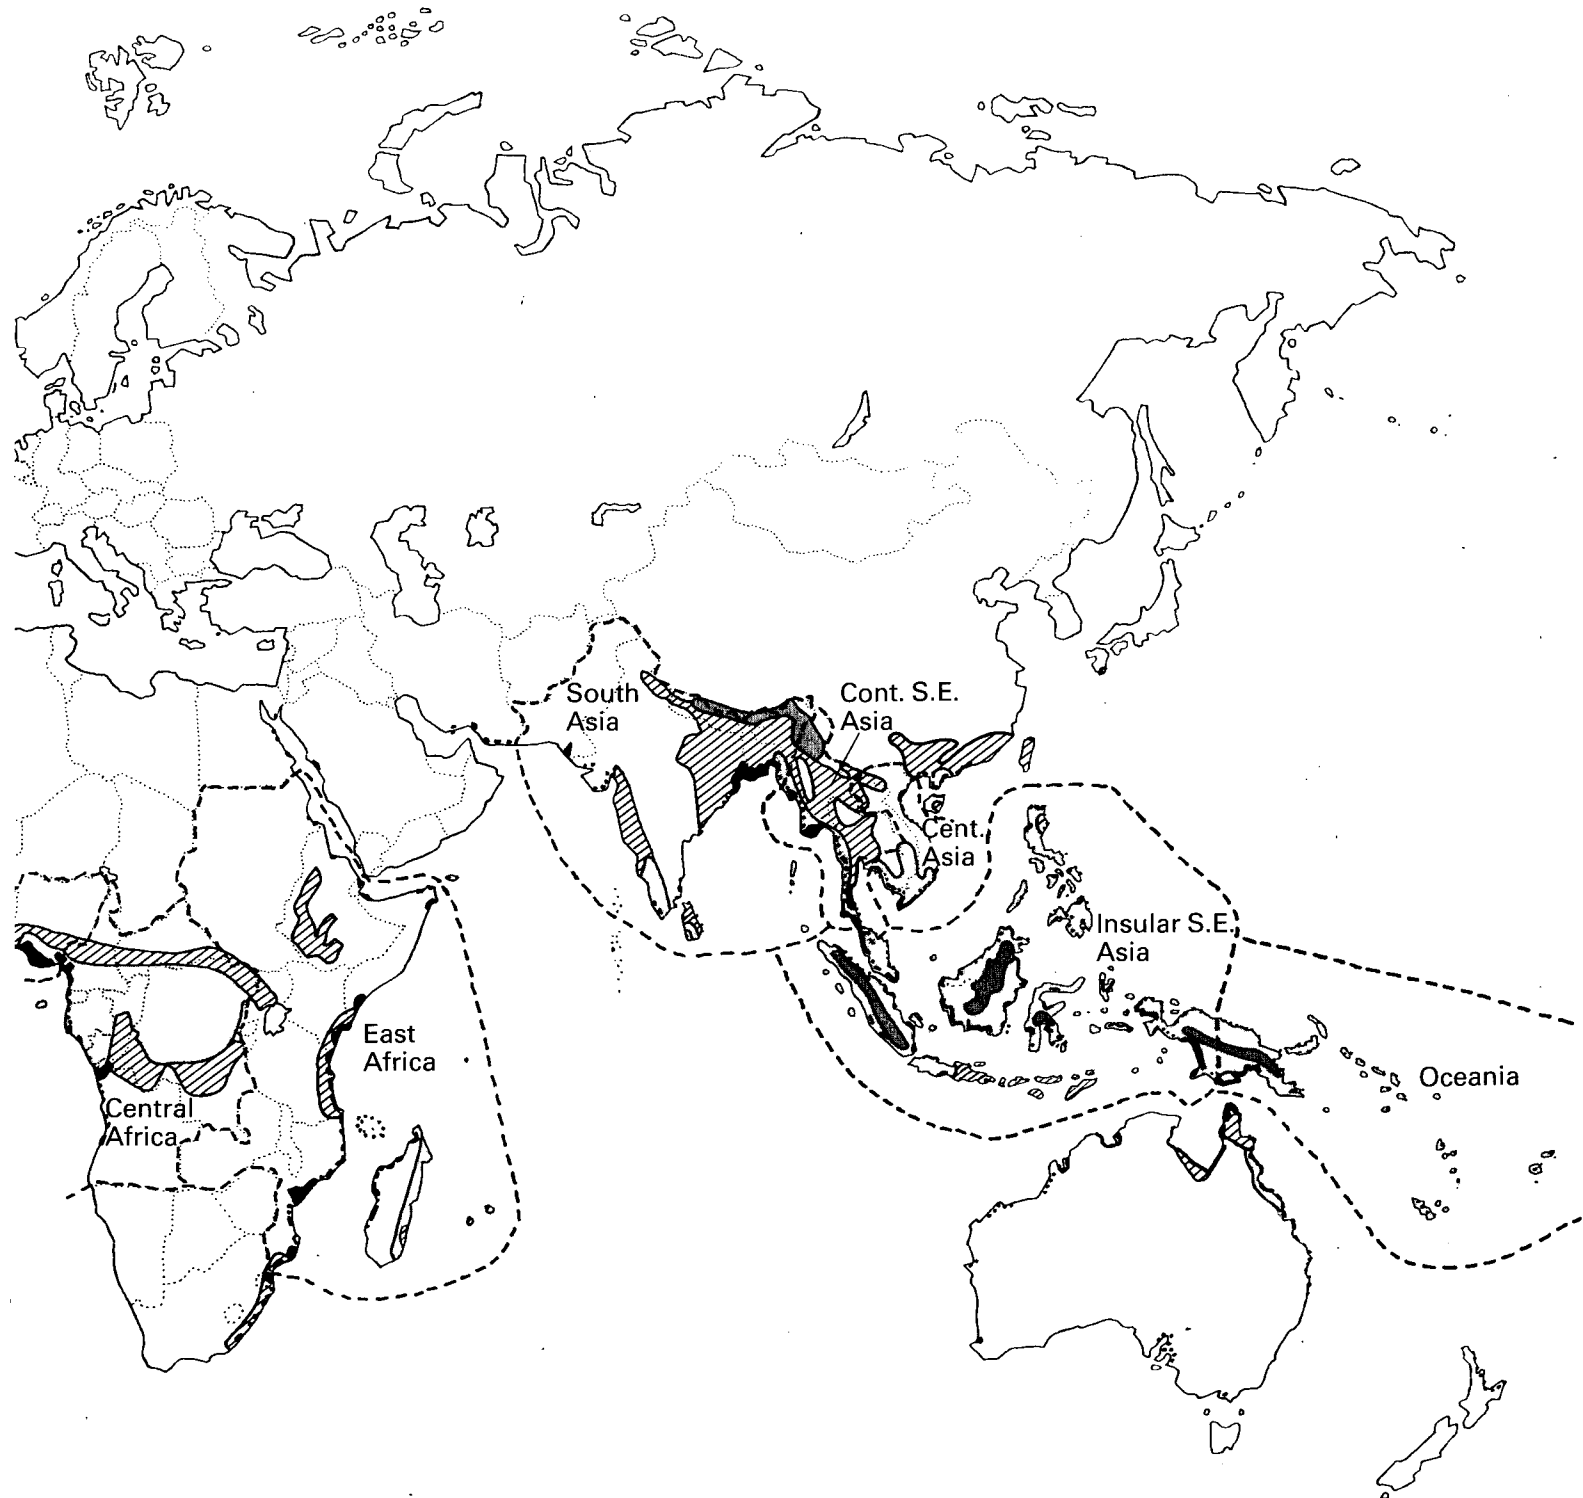 South
Asia
Cont. S.E.
Asia
Cent.
Asia
Insular S.E.
Asia
East
Africa
Oceania
Central
Africa